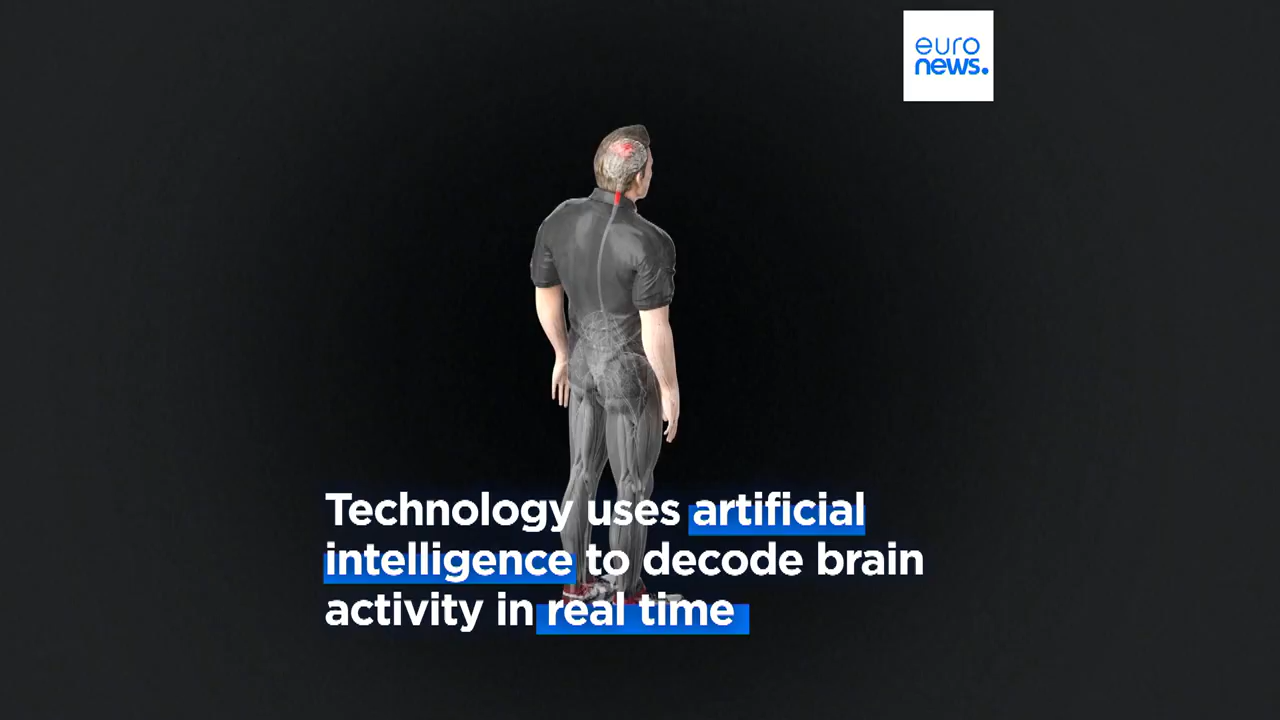 euro
news.
Technology uses artificial
intelligence to decode brain
activity in real time